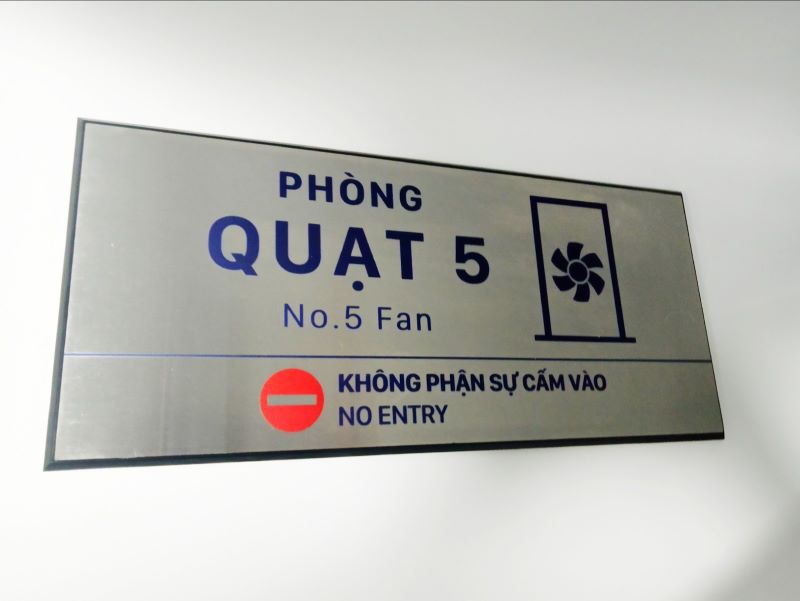 PHÒNG
QUẠT 5
No.5 Fan
KHÔNG PHẬN SỰ CẤM VÀO
NO ENTRY